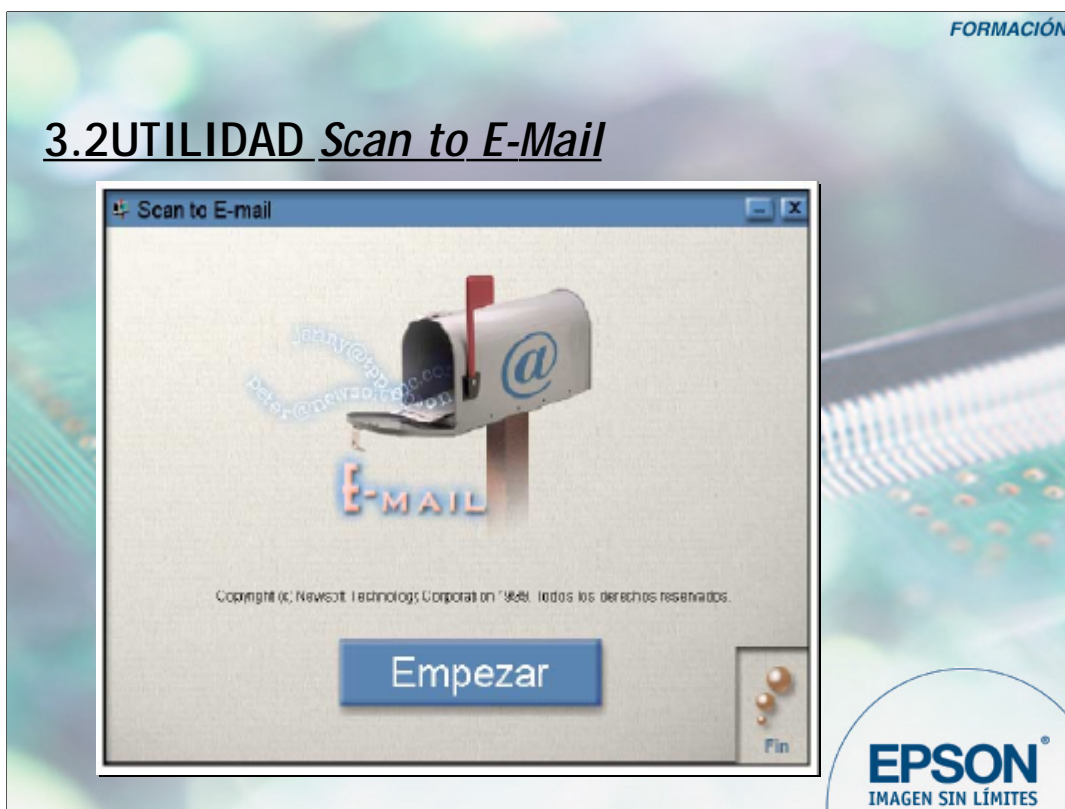 FORMACIÓN
3.2UTILIDAD Scan to E-Mail
Scan to E-mail
@
E-MAIL
Copyright (c) Newsoft Technology Corporation Todos los derechos reservados.
Empezar
Fin
EPSON®
IMAGEN SIN LÍMITES